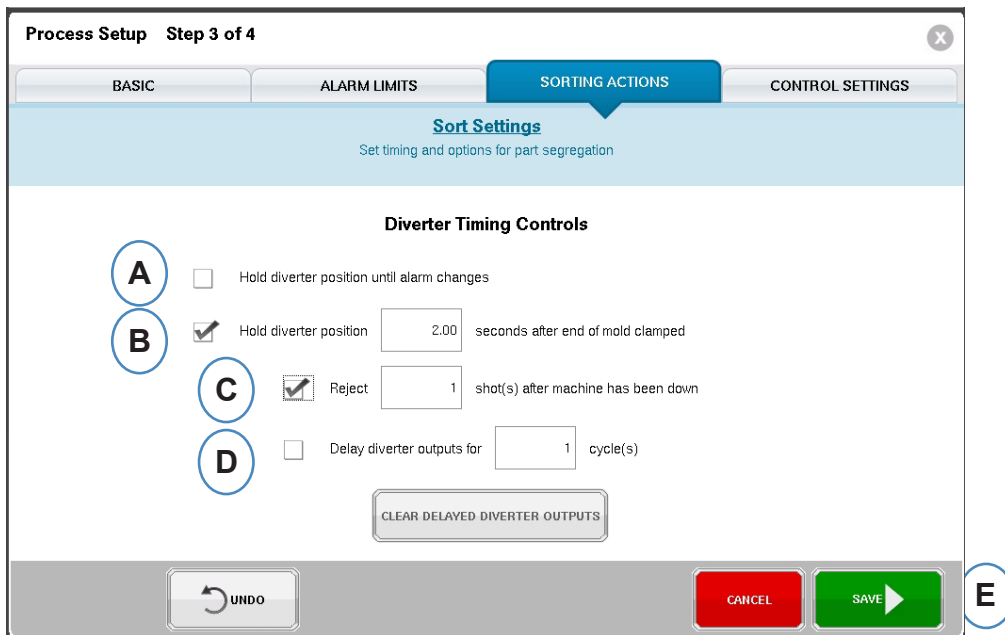 Process Setup Step 3 of 4
X
BASIC ALARM LIMITS SORTING ACTIONS CONTROL SETTINGS
Sort Settings
Set timing and options for part segregation
Diverter Timing Controls
A Hold diverter position until alarm changes
B Hold diverter position 2.00 seconds after end of mold clamped
C Reject 1 shot(s) after machine has been down
D Delay diverter outputs for 1 cycle(s)
CLEAR DELAYED DIVERTER OUTPUTS
UNDO CANCEL SAVE E